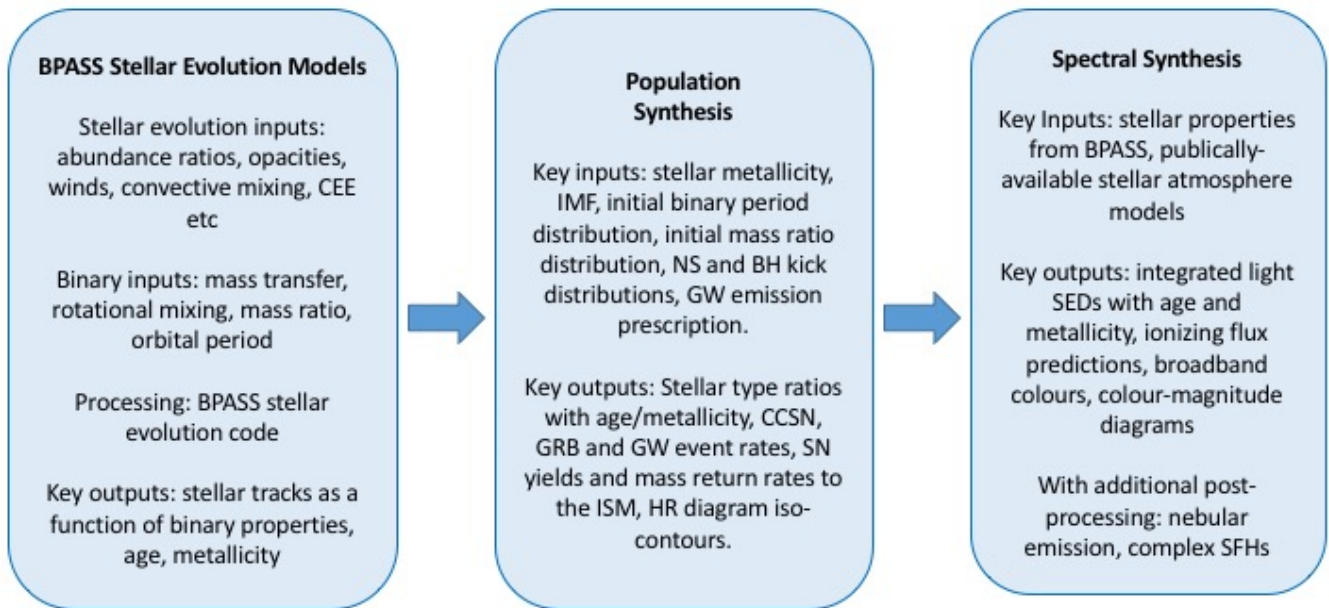 BPASS Stellar Evolution Models
Stellar evolution inputs:
abundance ratios, opacities,
winds, convective mixing, CEE
etc
Binary inputs: mass transfer,
rotational mixing, mass ratio,
orbital period
Processing: BPASS stellar
evolution code
Key outputs: stellar tracks as a
function of binary properties,
age, metallicity
Population
Synthesis
Key inputs: stellar metallicity,
IMF, initial binary period
distribution, initial mass ratio
distribution, NS and BH kick
distributions, GW emission
prescription.
Key outputs: Stellar type ratios
with age/metallicity, CCSN,
GRB and GW event rates, SN
yields and mass return rates to
the ISM, HR diagram iso-
contours.
Spectral Synthesis
Key Inputs: stellar properties
from BPASS, publically-
available stellar atmosphere
models
Key outputs: integrated light
SEDs with age and
metallicity, ionizing flux
predictions, broadband
colours, colour-magnitude
diagrams
With additional post-
processing: nebular
emission, complex SFHs